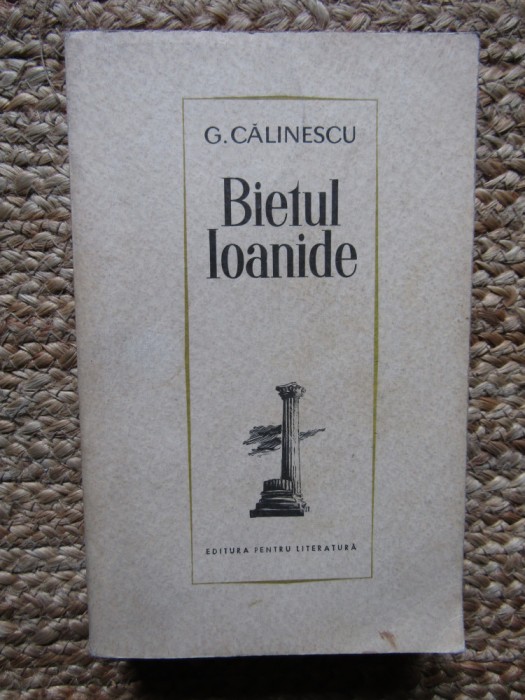 G. CĂLINESCU
Bietul
Ioanide
EDITURA PENTRU LITERATURĂ